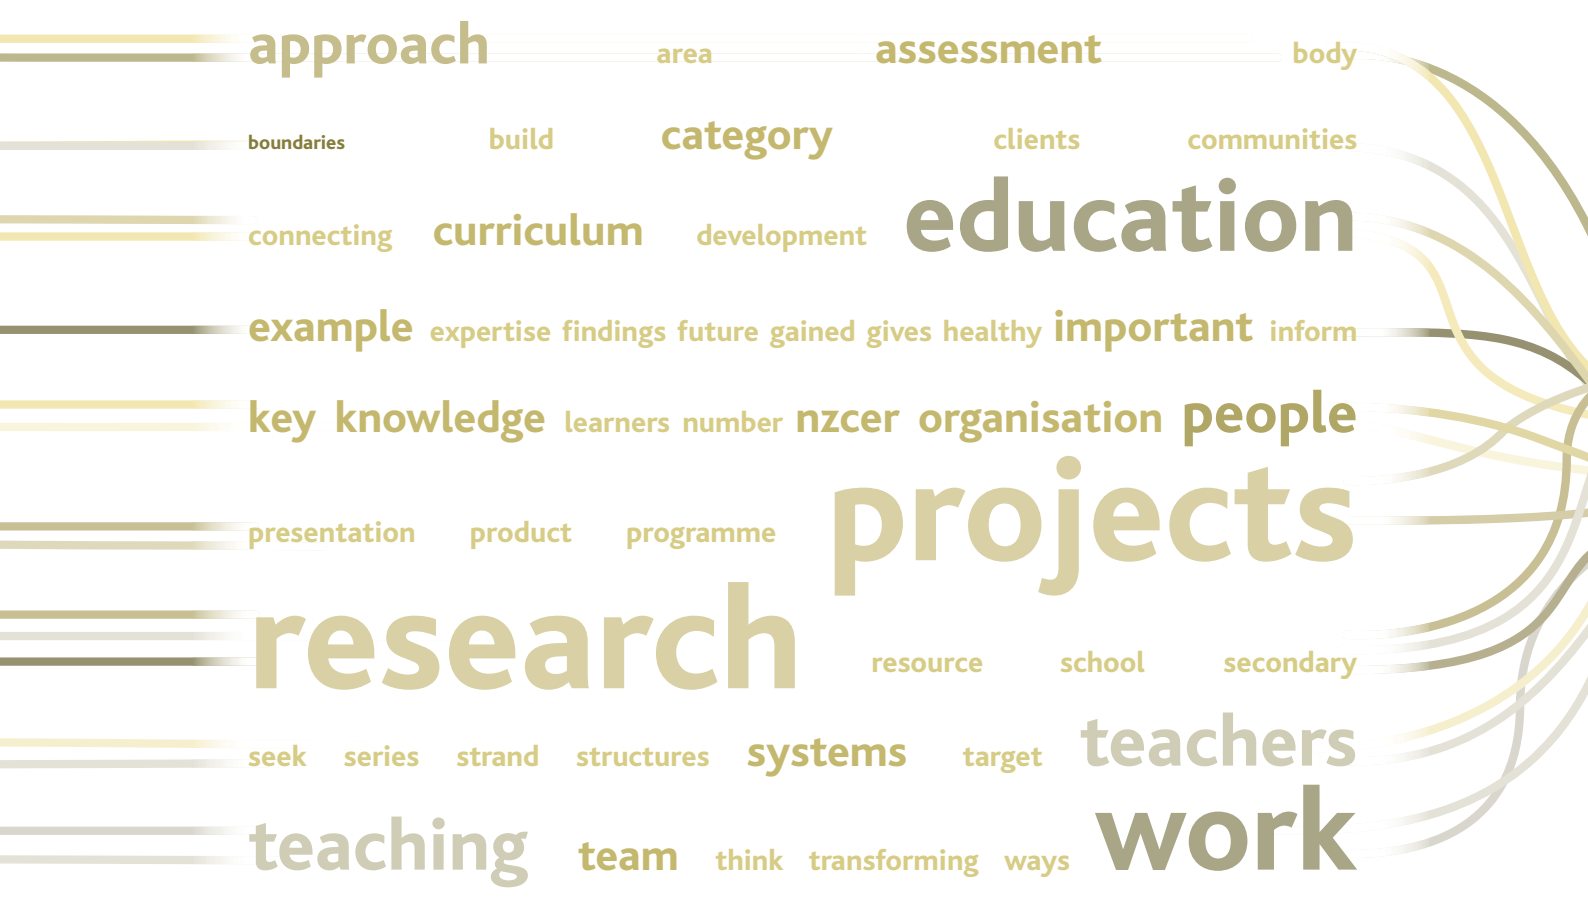 approach area assessment body
boundaries build category clients communities
connecting curriculum development education
example expertise findings future gained gives healthy important inform
key knowledge learners number nzcer organisation people
presentation product programme projects
research resource school secondary
seek series strand structures systems target teachers
teaching team think transforming ways work